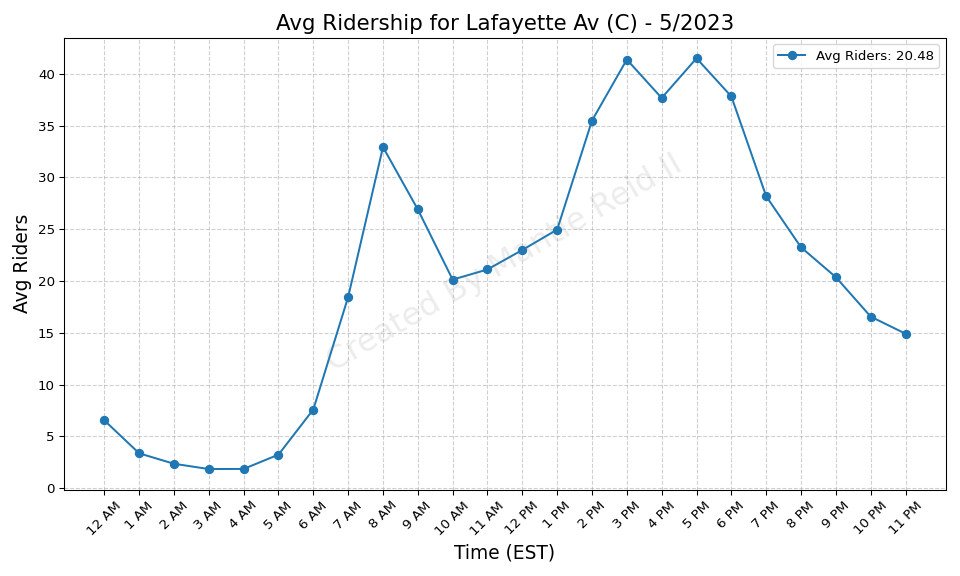 Avg Ridership for Lafayette Av (C) - 5/2023
Avg Riders: 20.48
Avg Riders
40
35
30
25
20
15
10
5
0
Created By Mantie Reid II
12 AM
1 AM
2 AM
3 AM
4 AM
5 AM
6 AM
7 AM
8 AM
9 AM
10 AM
11 AM
12 PM
1 PM
2 PM
3 PM
4 PM
5 PM
6 PM
7 PM
8 PM
9 PM
10 PM
11 PM
Time (EST)